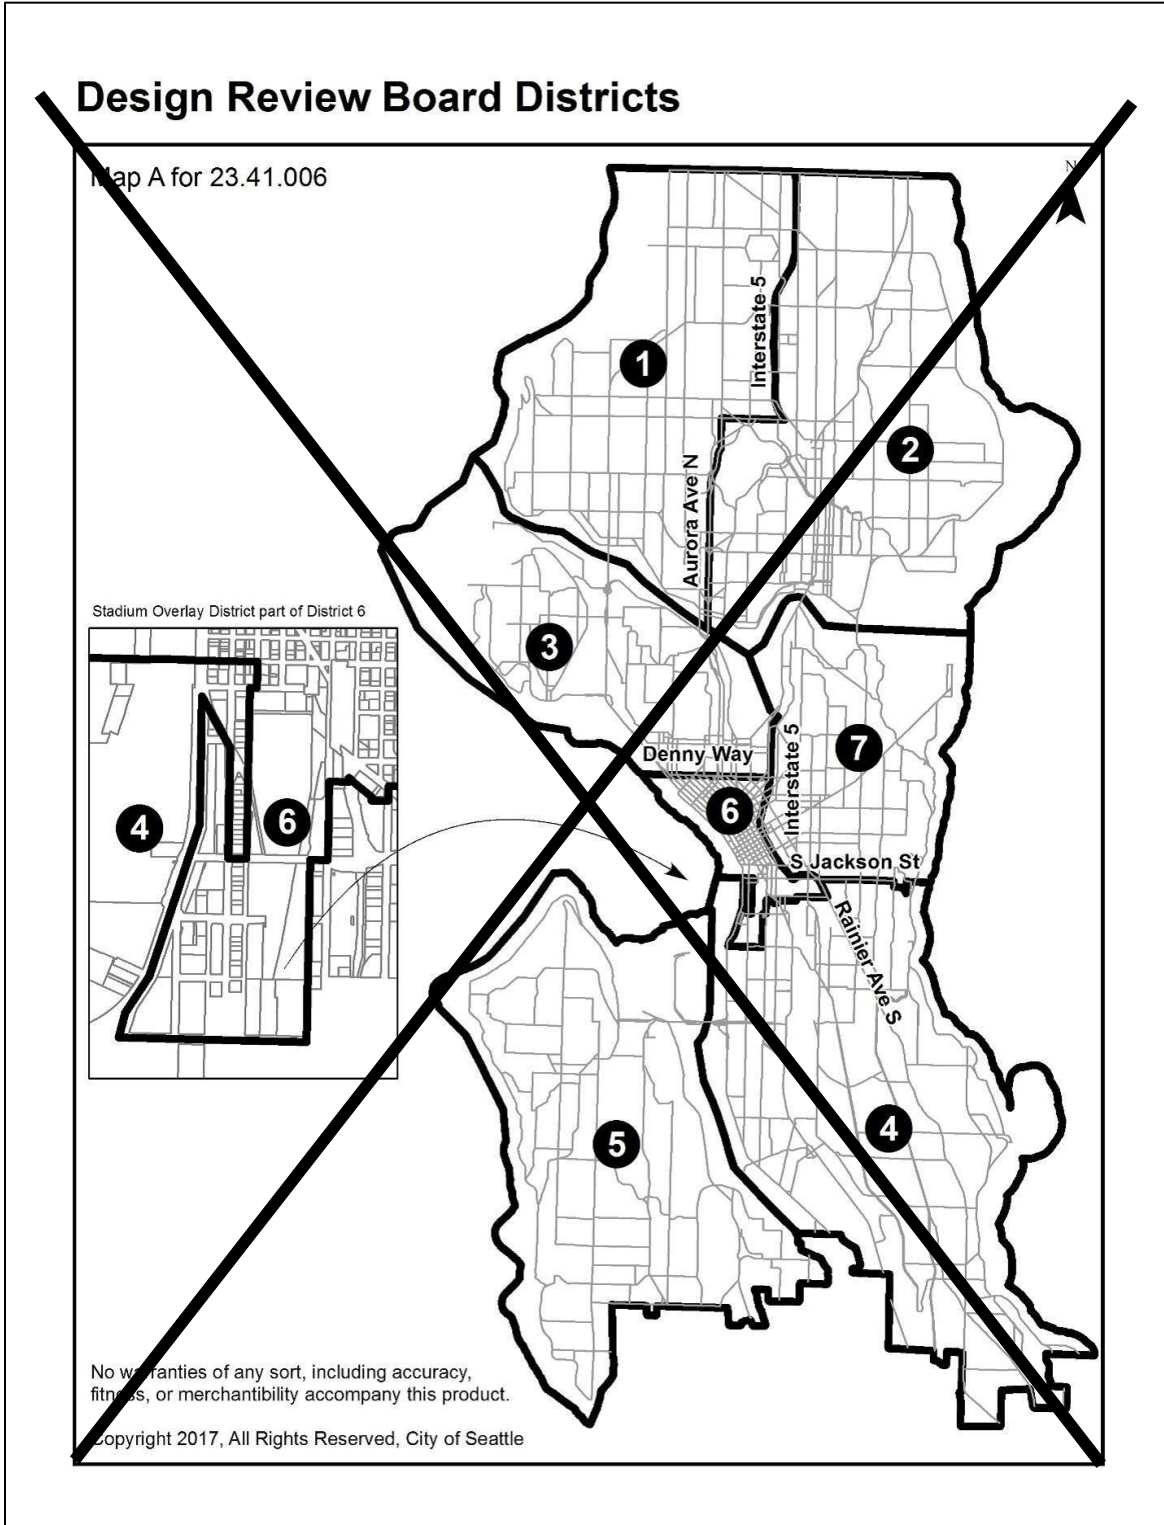 Design Review Board Districts
Map A for 23.41.006
N
Interstate 5
1
2
Aurora Ave N
Stadium Overlay District part of District 6
3
Denny Way
Interstate 5
7
6
4
6
S Jackson St
Rainier Ave S
5
4
No warranties of any sort, including accuracy,
fitness, or merchantibility accompany this product.
Copyright 2017, All Rights Reserved, City of Seattle